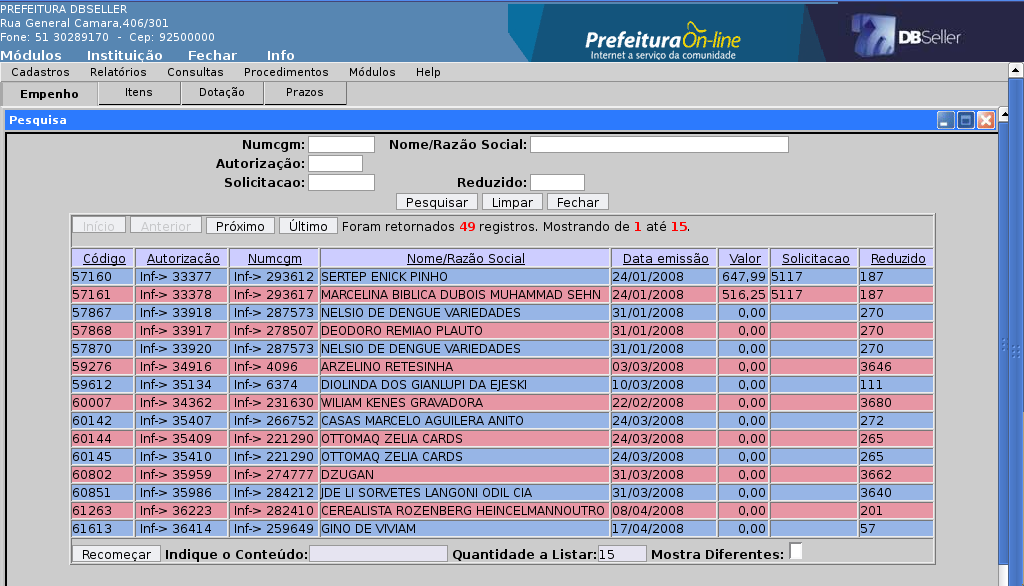 PREFEITURA DBSELLER
Rua General Camara,406/301
Fone: 51 30289170 - Cep: 92500000
Prefeitura On-line
Internet a serviço da comunidade
DBSeller
Módulos Instituição Fechar Info
Cadastros Relatórios Consultas Procedimentos Módulos Help
Empenho Itens Dotação Prazos
Pesquisa
Numcgm: Nome/Razão Social:
Autorização:
Solicitacao: Reduzido:
Pesquisar Limpar Fechar
Início Anterior Próximo Último Foram retornados 49 registros. Mostrando de 1 até 15.
Código Autorização Numcgm Nome/Razão Social Data emissão Valor Solicitacao Reduzido
57160 Inf-> 33377 Inf-> 293612 SERTEP ENICK PINHO 24/01/2008 647,99 5117 187
57161 Inf-> 33378 Inf-> 293617 MARCELINA BIBLICA DUBOIS MUHAMMAD SEHN 24/01/2008 516,25 5117 187
57867 Inf-> 33918 Inf-> 287573 NELSIO DE DENGUE VARIEDADES 31/01/2008 0,00 270
57868 Inf-> 33917 Inf-> 278507 DEODORO REMIAO PLAUTO 31/01/2008 0,00 270
57870 Inf-> 33920 Inf-> 287573 NELSIO DE DENGUE VARIEDADES 31/01/2008 0,00 270
59276 Inf-> 34916 Inf-> 4096 ARZELINO RETESINHA 03/03/2008 0,00 3646
59612 Inf-> 35134 Inf-> 6374 DIOLINDA DOS GIANLUPI DA EJESKI 10/03/2008 0,00 111
60007 Inf-> 34362 Inf-> 231630 WILIAM KENES GRAVADORA 22/02/2008 0,00 3680
60142 Inf-> 35407 Inf-> 266752 CASAS MARCELO AGUILERA ANITO 24/03/2008 0,00 272
60144 Inf-> 35409 Inf-> 221290 OTTOMAQ ZELIA CARDS 24/03/2008 0,00 265
60145 Inf-> 35410 Inf-> 221290 OTTOMAQ ZELIA CARDS 24/03/2008 0,00 265
60802 Inf-> 35959 Inf-> 274777 DZUGAN 31/03/2008 0,00 3662
60851 Inf-> 35986 Inf-> 284212 JDE LI SORVETES LANGONI ODIL CIA 31/03/2008 0,00 3640
61263 Inf-> 36223 Inf-> 282410 CEREALISTA ROZENBERG HEINCELMANNOUTRO 08/04/2008 0,00 201
61613 Inf-> 36414 Inf-> 259649 GINO DE VIVIAM 17/04/2008 0,00 57
Recomeçar Indique o Conteúdo: Quantidade a Listar: 15 Mostra Diferentes: